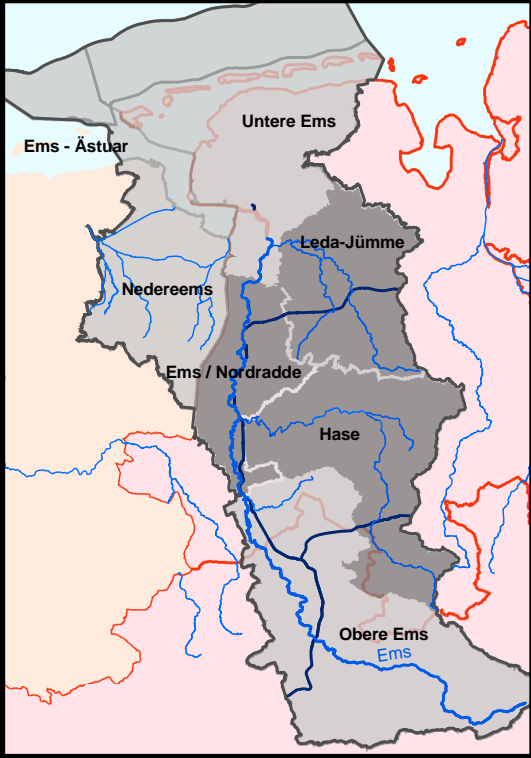 Untere Ems
Ems - Ästuar
Leda-Jümme
Nedereems
Ems / Nordradde
Hase
Obere Ems
Ems